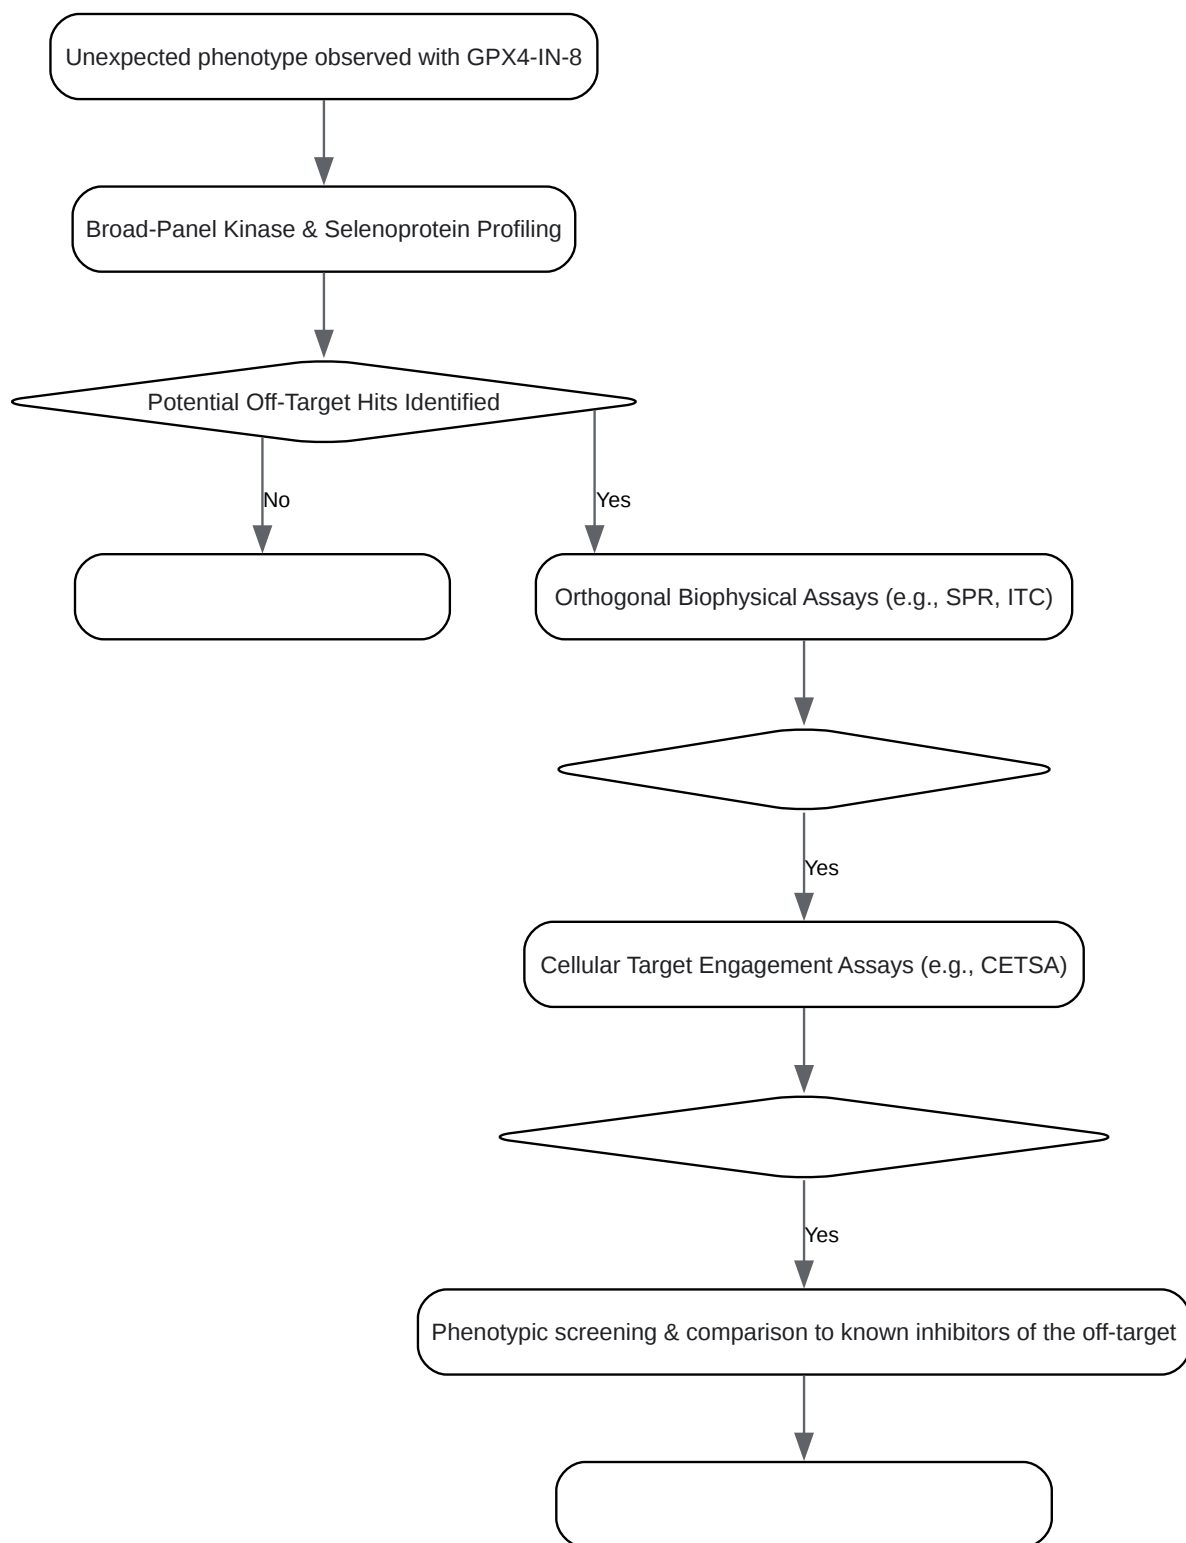 Unexpected phenotype observed with GPX4-IN-8
Broad-Panel Kinase & Selenoprotein Profiling
Potential Off-Target Hits Identified
No
Yes
Orthogonal Biophysical Assays (e.g., SPR, ITC)
Yes
Cellular Target Engagement Assays (e.g., CETSA)
Yes
Phenotypic screening & comparison to known inhibitors of the off-target